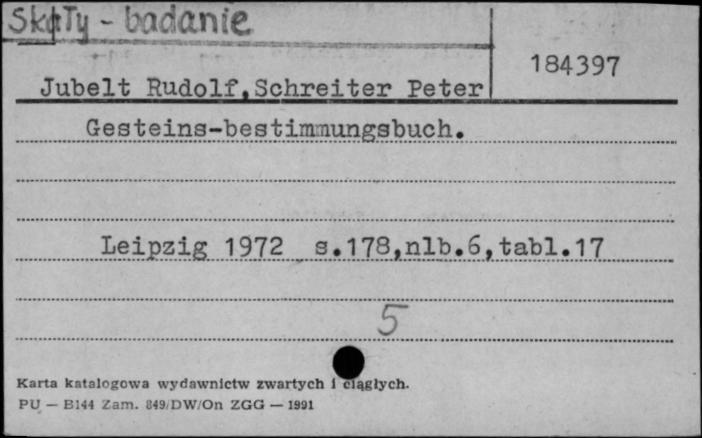 Skały - badanie
184397
Jubelt Rudolf,Schreiter Peter
Gesteins-bestimmungsbuch.
Leipzig 1972 s.178,nlb.6,tabl.17
5
Karta katalogowa wydawnictw zwartych i ciągłych.
PU — B144 Zam. 849/DW/On ZGG — 1991